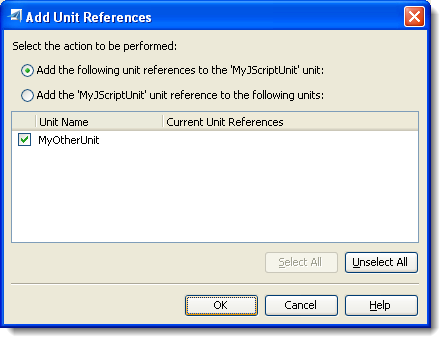 Add Unit References
Select the action to be performed:
Add the following unit references to the 'MyJScriptUnit' unit:
Add the 'MyJScriptUnit' unit reference to the following units:
Unit Name Current Unit References
MyOtherUnit
Select All Unselect All
OK Cancel Help